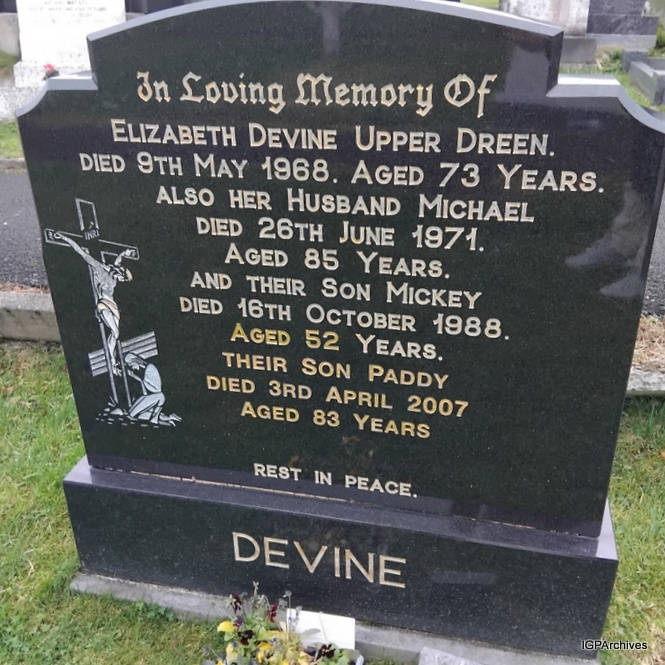 In Loving Memory Of
ELIZABETH DEVINE UPPER DREEN.
DIED 9TH MAY 1968. AGED 73 YEARS.
ALSO HER HUSBAND MICHAEL
DIED 26TH JUNE 1971.
AGED 85 YEARS.
AND THEIR SON MICKEY
DIED 16TH OCTOBER 1988.
AGED 52 YEARS.
THEIR SON PADDY
DIED 3RD APRIL 2007
AGED 83 YEARS
INRI
REST IN PEACE.
DEVINE
IGPArchives